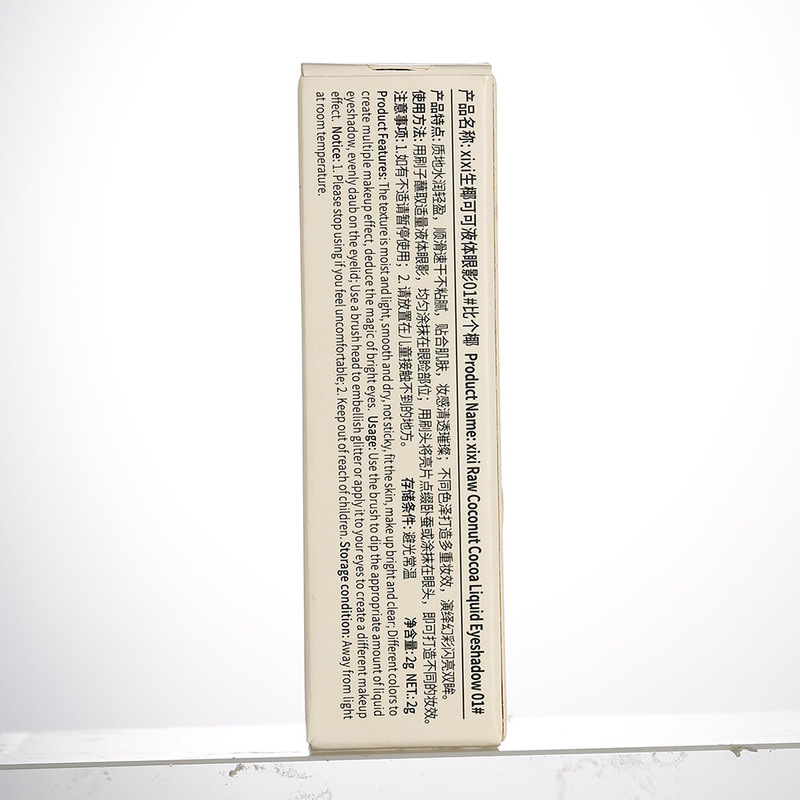 产品名称: xixi生椰可可液体眼影01#比个椰 Product Name: xixi Raw Coconut Cocoa Liquid Eyeshadow 01#
产品特点: 质地水润轻盈，顺滑速干不粘腻，贴合肌肤，妆感清透璀璨；不同色泽打造多重妆效，演绎幻彩闪亮双眸。
使用方法: 用刷子蘸取适量液体眼影，均匀涂抹在眼睑部位；用刷头将亮片点缀卧蚕或涂抹在眼头，即可打造不同的妆效。
注意事项: 1.如有不适请暂停使用；2.请放置在儿童接触不到的地方。 存储条件: 避光常温 净含量: 2g NET.: 2g
Product Features: The texture is moist and light, smooth and dry, not sticky, fit the skin, make up bright and clear; Different colors to
create multiple makeup effect, deduce the magic of bright eyes. Usage: Use the brush to dip the appropriate amount of liquid
eyeshadow, evenly daub on the eyelid; Use a brush head to embellish glitter or apply it to your eyes to create a different makeup
effect. Notice: 1. Please stop using if you feel uncomfortable; 2. Keep out of reach of children. Storage condition: Away from light
at room temperature.